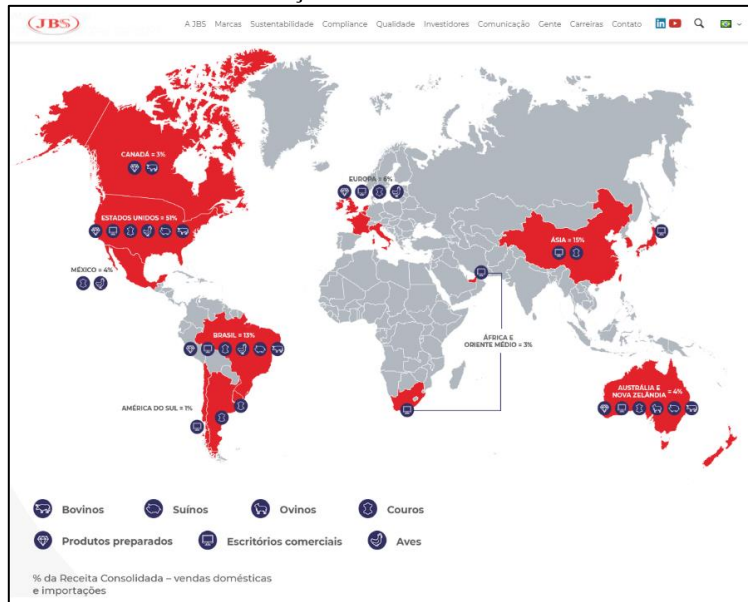 JBS
A JBS Marcas Sustentabilidade Compliance Qualidade Investidores Comunicação Gente Carreiras Contato in
CANADÁ = 3%
EUROPA = 6%
ESTADOS UNIDOS = 51%
ÁSIA = 15%
MÉXICO = 4%
BRASIL = 13%
ÁFRICA E
ORIENTE MÉDIO = 3%
AUSTRÁLIA E
NOVA ZELÂNDIA = 4%
AMÉRICA DO SUL = 1%
Bovinos Suínos Ovinos Couros
Produtos preparados Escritórios comerciais Aves
% da Receita Consolidada – vendas domésticas
e importações